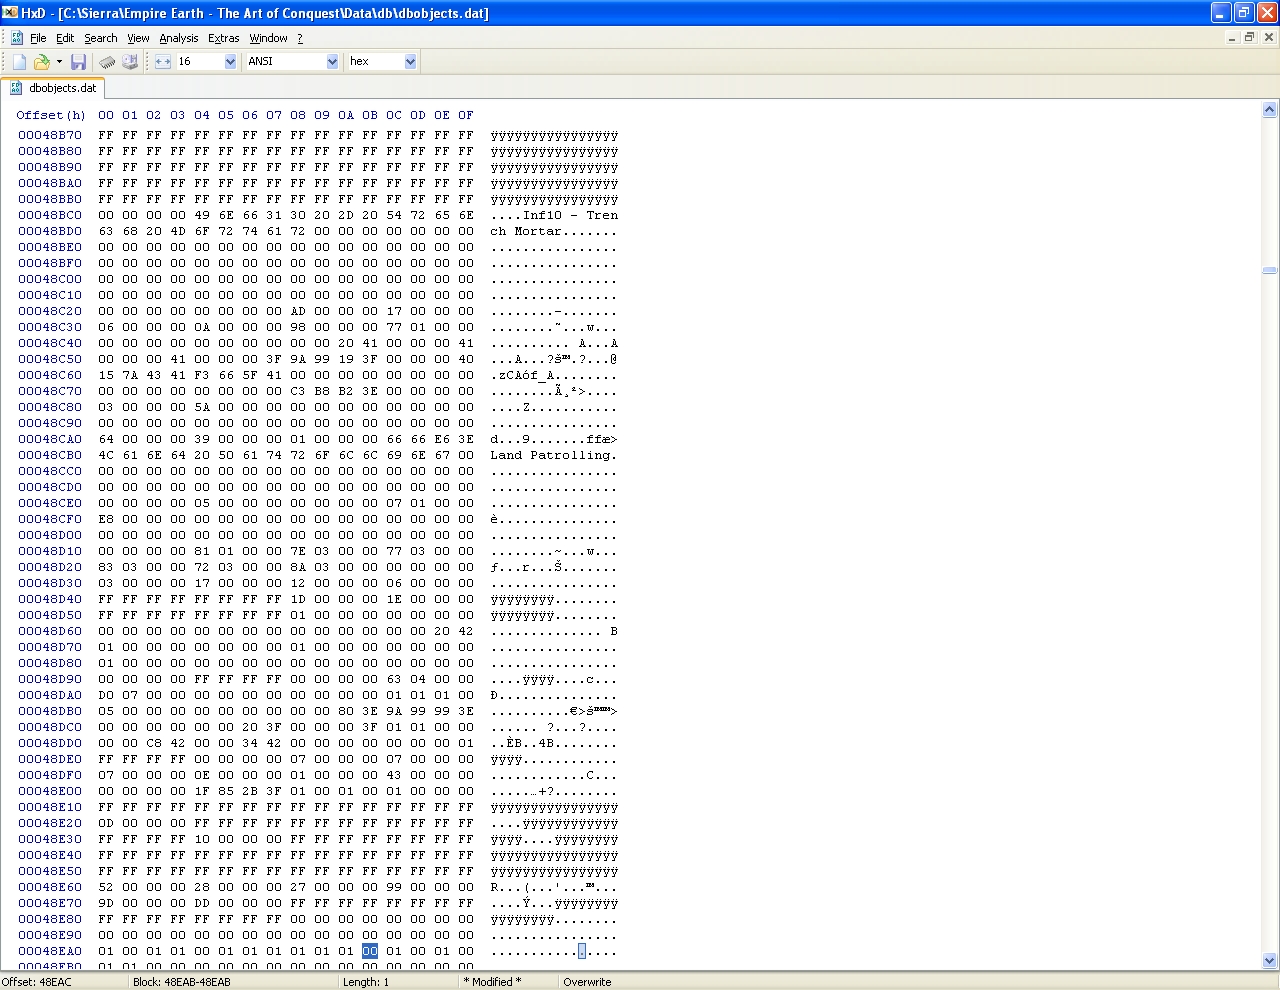 HxD - [C:\Sierra\Empire Earth - The Art of Conquest\Data\db\dbobjects.dat]
File Edit Search View Analysis Extras Window ?
16 ANSI hex
dbobjects.dat
Offset(h) 00 01 02 03 04 05 06 07 08 09 0A 0B 0C 0D 0E 0F
00048B70 FF FF FF FF FF FF FF FF FF FF FF FF FF FF FF FF ÿÿÿÿÿÿÿÿÿÿÿÿÿÿÿÿ
00048B80 FF FF FF FF FF FF FF FF FF FF FF FF FF FF FF FF ÿÿÿÿÿÿÿÿÿÿÿÿÿÿÿÿ
00048B90 FF FF FF FF FF FF FF FF FF FF FF FF FF FF FF FF ÿÿÿÿÿÿÿÿÿÿÿÿÿÿÿÿ
00048BA0 FF FF FF FF FF FF FF FF FF FF FF FF FF FF FF FF ÿÿÿÿÿÿÿÿÿÿÿÿÿÿÿÿ
00048BB0 FF FF FF FF FF FF FF FF FF FF FF FF FF FF FF FF ÿÿÿÿÿÿÿÿÿÿÿÿÿÿÿÿ
00048BC0 00 00 00 00 49 6E 66 31 30 20 2D 20 54 72 65 6E ....Inf10 - Tren
00048BD0 63 68 20 4D 6F 72 74 61 72 00 00 00 00 00 00 00 ch Mortar.......
00048BE0 00 00 00 00 00 00 00 00 00 00 00 00 00 00 00 00 ................
00048BF0 00 00 00 00 00 00 00 00 00 00 00 00 00 00 00 00 ................
00048C00 00 00 00 00 00 00 00 00 00 00 00 00 00 00 00 00 ................
00048C10 00 00 00 00 00 00 00 00 00 00 00 00 00 00 00 00 ................
00048C20 00 00 00 00 00 00 00 00 AD 00 00 00 17 00 00 00 ........-.......
00048C30 06 00 00 00 0A 00 00 00 98 00 00 00 77 01 00 00 ........˜...w...
00048C40 00 00 00 00 00 00 00 00 00 00 20 41 00 00 00 41 .......... A...A
00048C50 00 00 00 41 00 00 00 3F 9A 99 19 3F 00 00 00 40 ...A...?š™.?...@
00048C60 15 7A 43 41 F3 66 5F 41 00 00 00 00 00 00 00 00 .zCAóf_A........
00048C70 00 00 00 00 00 00 00 00 C3 B8 B2 3E 00 00 00 00 ........Ã¸²>....
00048C80 03 00 00 00 5A 00 00 00 00 00 00 00 00 00 00 00 ....Z...........
00048C90 00 00 00 00 00 00 00 00 00 00 00 00 00 00 00 00 ................
00048CA0 64 00 00 00 39 00 00 00 01 00 00 00 66 66 E6 3E d...9.......ffæ>
00048CB0 4C 61 6E 64 20 50 61 74 72 6F 6C 6C 69 6E 67 00 Land Patrolling.
00048CC0 00 00 00 00 00 00 00 00 00 00 00 00 00 00 00 00 ................
00048CD0 00 00 00 00 00 00 00 00 00 00 00 00 00 00 00 00 ................
00048CE0 00 00 00 00 05 00 00 00 00 00 00 00 07 01 00 00 ................
00048CF0 E8 00 00 00 00 00 00 00 00 00 00 00 00 00 00 00 è...............
00048D00 00 00 00 00 00 00 00 00 00 00 00 00 00 00 00 00 ................
00048D10 00 00 00 00 81 01 00 00 7E 03 00 00 77 03 00 00 ........~...w...
00048D20 83 03 00 00 72 03 00 00 8A 03 00 00 00 00 00 00 ƒ...r...Š.......
00048D30 03 00 00 00 17 00 00 00 12 00 00 00 06 00 00 00 ................
00048D40 FF FF FF FF FF FF FF FF 1D 00 00 00 1E 00 00 00 ÿÿÿÿÿÿÿÿ........
00048D50 FF FF FF FF FF FF FF FF 01 00 00 00 00 00 00 00 ÿÿÿÿÿÿÿÿ........
00048D60 00 00 00 00 00 00 00 00 00 00 00 00 00 00 20 42 .............. B
00048D70 01 00 00 00 00 00 00 00 01 00 00 00 00 00 00 00 ................
00048D80 01 00 00 00 00 00 00 00 00 00 00 00 00 00 00 00 ................
00048D90 00 00 00 00 FF FF FF FF 00 00 00 00 63 04 00 00 ....ÿÿÿÿ....c...
00048DA0 D0 07 00 00 00 00 00 00 00 00 00 00 01 01 01 00 Ð...............
00048DB0 05 00 00 00 00 00 00 00 00 00 80 3E 9A 99 99 3E ..........€>š™™>
00048DC0 00 00 00 00 00 00 20 3F 00 00 00 3F 01 01 00 00 ...... ?...?....
00048DD0 00 00 C8 42 00 00 34 42 00 00 00 00 00 00 00 01 ..ÈB..4B........
00048DE0 FF FF FF FF 00 00 00 00 07 00 00 00 07 00 00 00 ÿÿÿÿ............
00048DF0 07 00 00 00 0E 00 00 00 01 00 00 00 43 00 00 00 ............C...
00048E00 00 00 00 00 1F 85 2B 3F 01 00 01 00 01 00 00 00 .....…+?........
00048E10 FF FF FF FF FF FF FF FF FF FF FF FF FF FF FF FF ÿÿÿÿÿÿÿÿÿÿÿÿÿÿÿÿ
00048E20 0D 00 00 00 FF FF FF FF FF FF FF FF FF FF FF FF ....ÿÿÿÿÿÿÿÿÿÿÿÿ
00048E30 FF FF FF FF 10 00 00 00 FF FF FF FF FF FF FF FF ÿÿÿÿ....ÿÿÿÿÿÿÿÿ
00048E40 FF FF FF FF FF FF FF FF FF FF FF FF FF FF FF FF ÿÿÿÿÿÿÿÿÿÿÿÿÿÿÿÿ
00048E50 FF FF FF FF FF FF FF FF FF FF FF FF FF FF FF FF ÿÿÿÿÿÿÿÿÿÿÿÿÿÿÿÿ
00048E60 52 00 00 00 28 00 00 00 27 00 00 00 99 00 00 00 R...(...'...™...
00048E70 9D 00 00 00 DD 00 00 00 FF FF FF FF FF FF FF FF ....Ý...ÿÿÿÿÿÿÿÿ
00048E80 FF FF FF FF FF FF FF FF 00 00 00 00 00 00 00 00 ÿÿÿÿÿÿÿÿ........
00048E90 00 00 00 00 00 00 00 00 00 00 00 00 00 00 00 00 ................
00048EA0 01 00 01 01 00 01 01 01 01 01 01 00 01 00 01 00 ................
00048EB0 01 01 00 00 00 00 00 00 00 00 00 00 00 00 00 00 ................
Offset: 48EAC Block: 48EAB-48EAB Length: 1 * Modified * Overwrite